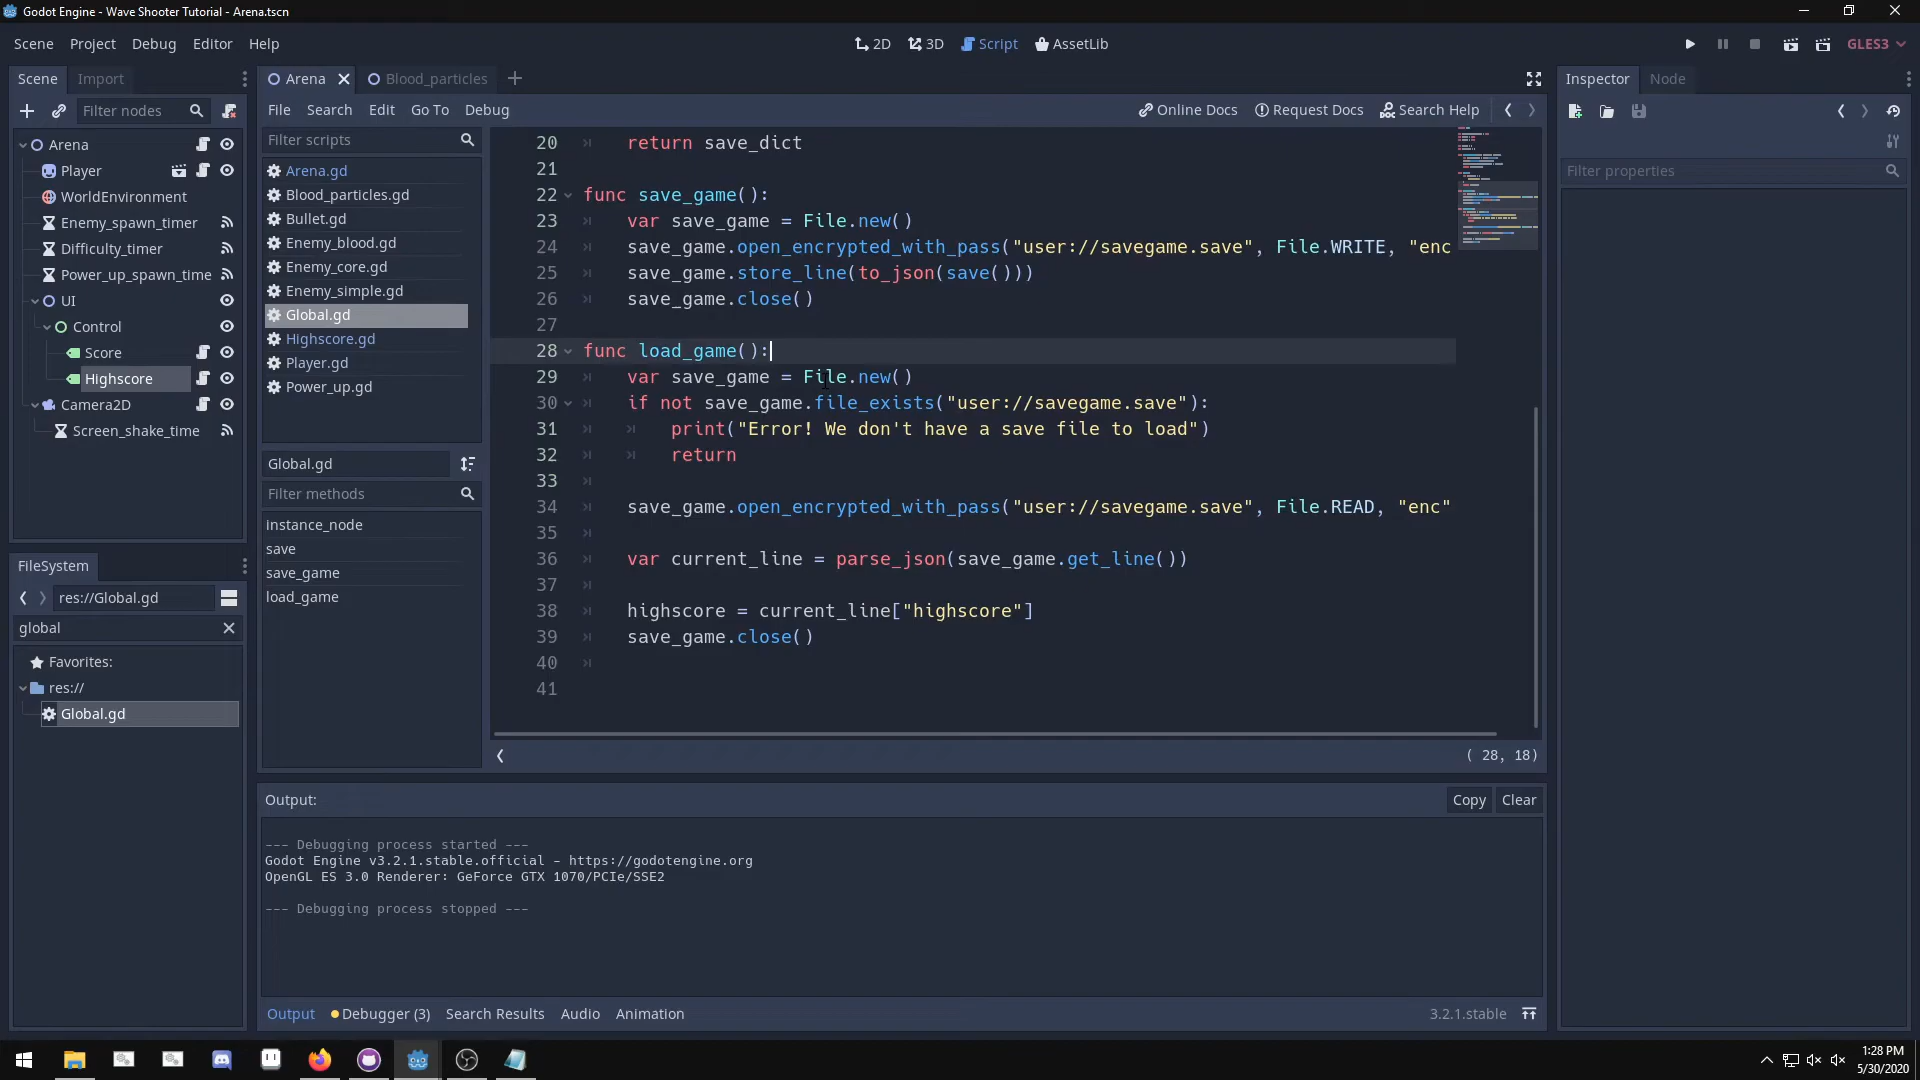 Godot Engine - Wave Shooter Tutorial - Arena.tscn
Scene Project Debug Editor Help
2D 3D Script AssetLib
GLES3
Scene Import
Filter nodes
Arena
Player
WorldEnvironment
Enemy_spawn_timer
Difficulty_timer
Power_up_spawn_time
UI
Control
Score
Highscore
Camera2D
Screen_shake_time
FileSystem
res://Global.gd
global
Favorites:
res://
Global.gd
Arena Blood_particles
File Search Edit Go To Debug
Online Docs Request Docs Search Help
Filter scripts
Arena.gd
Blood_particles.gd
Bullet.gd
Enemy_blood.gd
Enemy_core.gd
Enemy_simple.gd
Global.gd
Highscore.gd
Player.gd
Power_up.gd
Global.gd
Filter methods
instance_node
save
save_game
load_game
20 return save_dict
21
22 func save_game():
23 var save_game = File.new()
24 save_game.open_encrypted_with_pass("user://savegame.save", File.WRITE, "enc
25 save_game.store_line(to_json(save()))
26 save_game.close()
27
28 func load_game():
29 var save_game = File.new()
30 if not save_game.file_exists("user://savegame.save"):
31 print("Error! We don't have a save file to load")
32 return
33
34 save_game.open_encrypted_with_pass("user://savegame.save", File.READ, "enc"
35
36 var current_line = parse_json(save_game.get_line())
37
38 highscore = current_line["highscore"]
39 save_game.close()
40
41
( 28, 18)
Output:
Copy Clear
--- Debugging process started ---
Godot Engine v3.2.1.stable.official - https://godotengine.org
OpenGL ES 3.0 Renderer: GeForce GTX 1070/PCIe/SSE2
--- Debugging process stopped ---
Output Debugger (3) Search Results Audio Animation
3.2.1.stable
Inspector Node
Filter properties
1:28 PM
5/30/2020